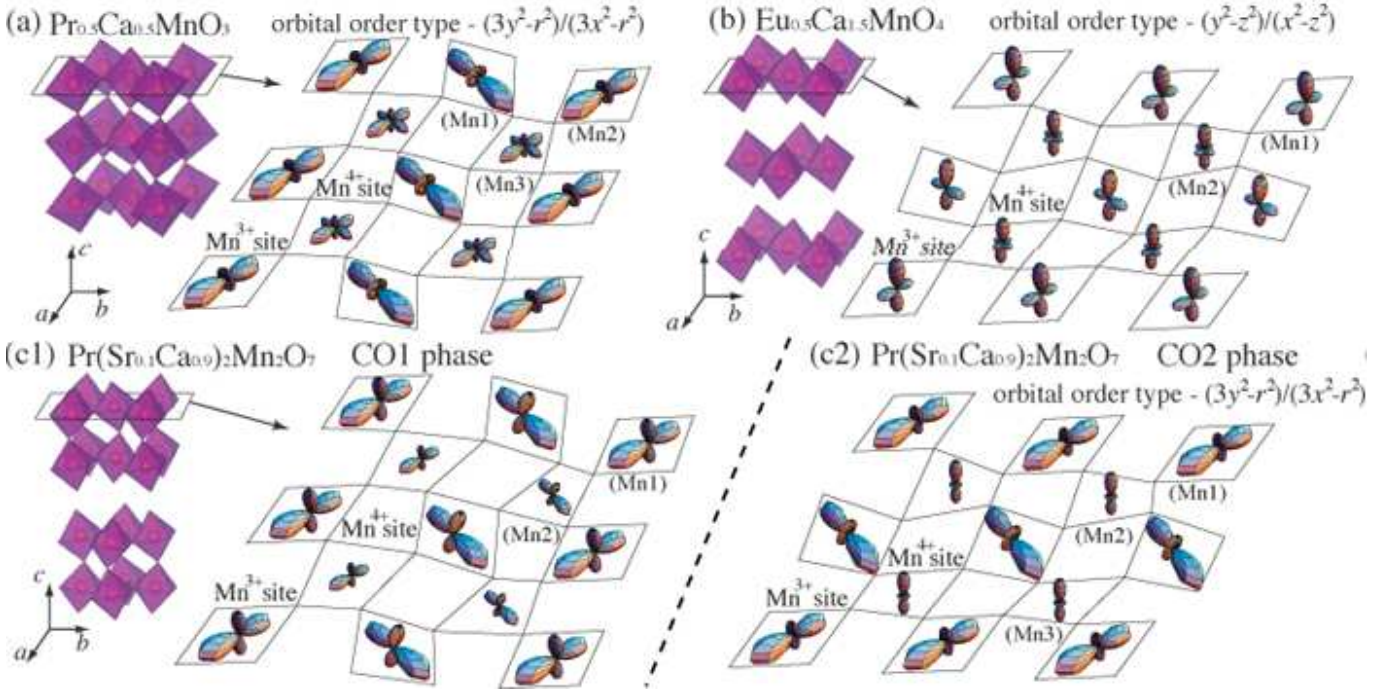 (a) Pr₀.₅Ca₀.₅MnO₃ orbital order type - (3y²-r²)/(3x²-r²)
c
(Mn1)
(Mn2)
Mn⁴⁺ site
(Mn3)
Mn³⁺ site
c
a
b
(b) Eu₀.₅Ca₁.₅MnO₄ orbital order type - (y²-z²)/(x²-z²)
(Mn1)
(Mn2)
Mn⁴⁺ site
Mn³⁺ site
c
a
b
(c1) Pr(Sr₀.₁Ca₀.₉)₂Mn₂O₇ CO1 phase
(Mn1)
Mn⁴⁺ site
(Mn2)
Mn³⁺ site
c
a
b
(c2) Pr(Sr₀.₁Ca₀.₉)₂Mn₂O₇ CO2 phase
orbital order type - (3y²-r²)/(3x²-r²)
(Mn1)
(Mn2)
Mn⁴⁺ site
Mn³⁺ site
(Mn3)